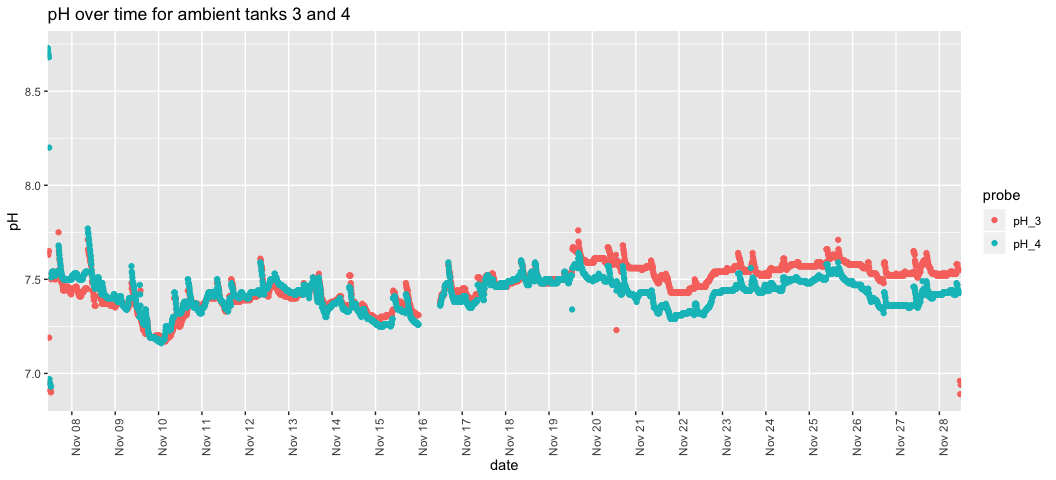 pH over time for ambient tanks 3 and 4
8.5
8.0
7.5
7.0
pH
Nov 08
Nov 09
Nov 10
Nov 11
Nov 12
Nov 13
Nov 14
Nov 15
Nov 16
Nov 17
Nov 18
Nov 19
Nov 20
Nov 21
Nov 22
Nov 23
Nov 24
Nov 25
Nov 26
Nov 27
Nov 28
date
probe
pH_3
pH_4